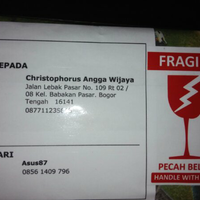 EPADA
Christophorus Angga Wijaya
Jalan Lebak Pasar No. 109 Rt 02 /
08 Kel. Babakan Pasar. Bogor
Tengah 16141
ARI
Asus87
0856 1409 796
FRAGI
PECAH BEL
HANDLE WITH